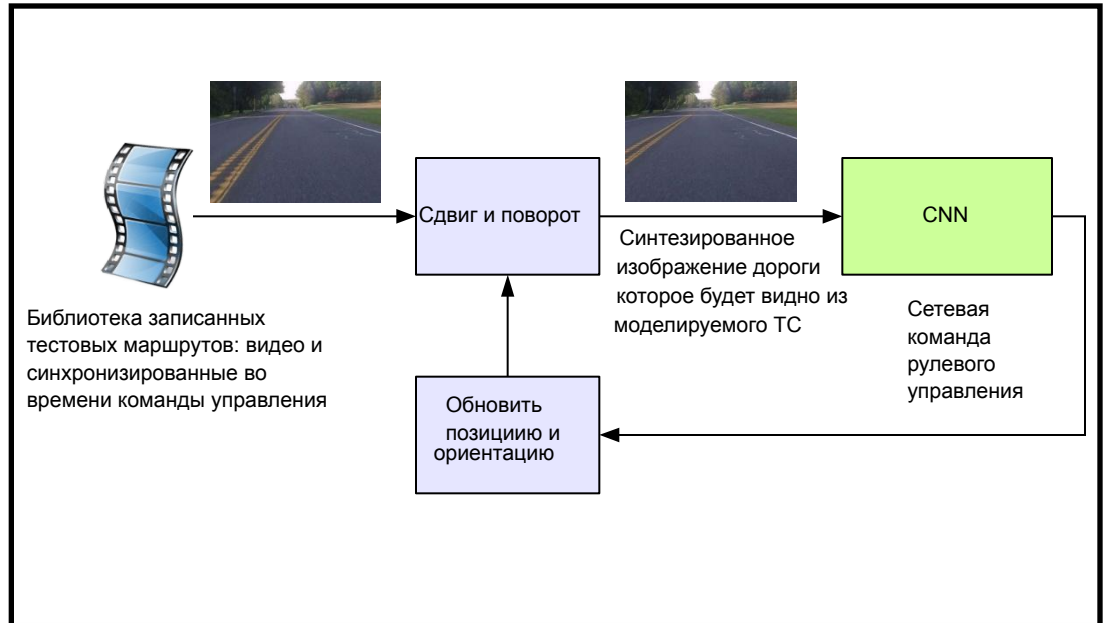 Сдвиг и поворот
CNN
Синтезированное
изображение дороги
которое будет видно из
моделируемого ТС
Библиотека записанных
тестовых маршрутов: видео и
синхронизированные во
времени команды управления
Сетевая
команда
рулевого
управления
Обновить
позициию и
ориентацию